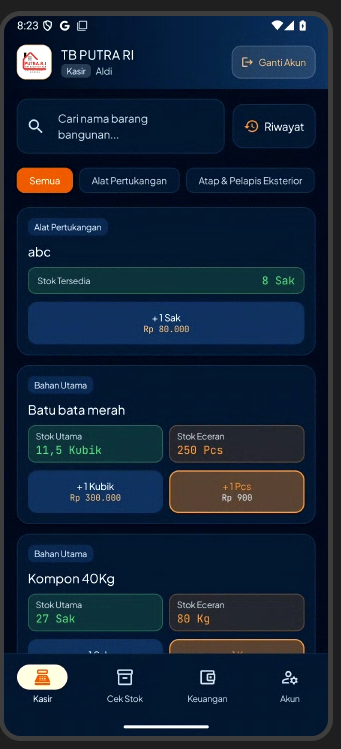 8:23
PUTRA RI
TB PUTRA RI
Kasir Aldi
Ganti Akun
Cari nama barang
bangunan...
Riwayat
Semua
Alat Pertukangan
Atap & Pelapis Eksterior
Alat Pertukangan
abc
Stok Tersedia
8 Sak
+1 Sak
Rp 80.000
Bahan Utama
Batu bata merah
Stok Utama
11,5 Kubik
Stok Eceran
250 Pcs
+1 Kubik
Rp 300.000
+1 Pcs
Rp 900
Bahan Utama
Kompon 40Kg
Stok Utama
27 Sak
Stok Eceran
80 Kg
Kasir
Cek Stok
Keuangan
Akun